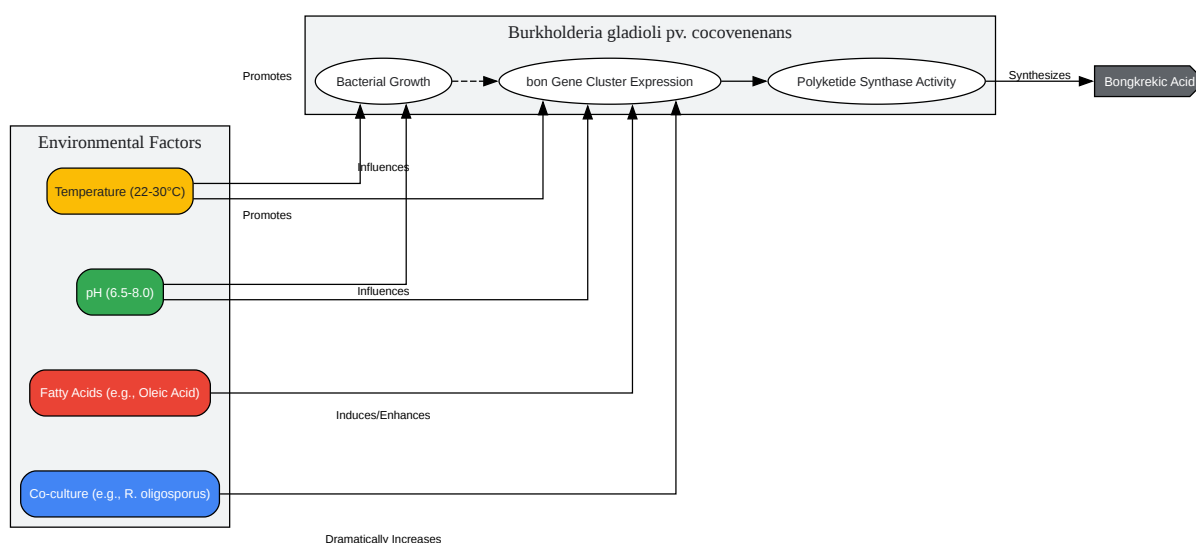 Burkholderia gladioli pv. cocovenenans
Promotes
Bacterial Growth
bon Gene Cluster Expression
Polyketide Synthase Activity
Synthesizes
Bongkrekic Acid
Environmental Factors
Influences
Temperature (22-30°C)
Promotes
pH (6.5-8.0)
Influences
Fatty Acids (e.g., Oleic Acid)
Induces/Enhances
Co-culture (e.g., R. oligosporus)
Dramatically Increases